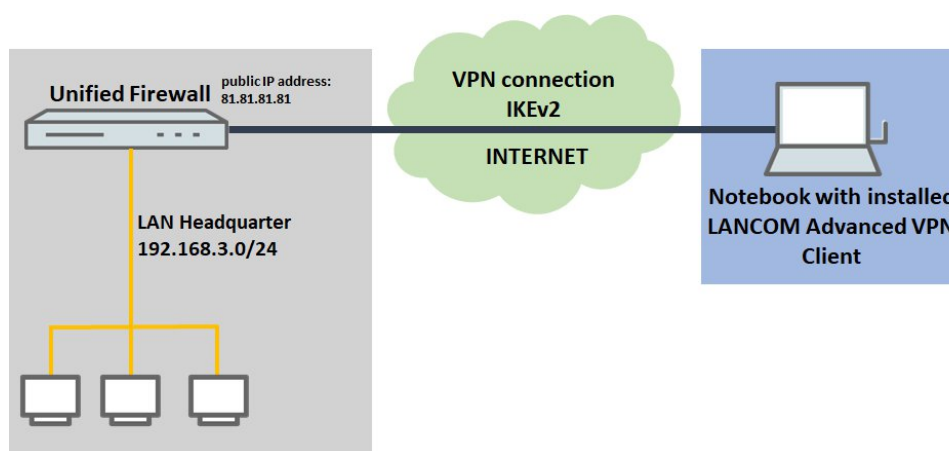 Unified Firewall
public IP address:
81.81.81.81
VPN connection
IKEv2
INTERNET
LAN Headquarter
192.168.3.0/24
Notebook with installed
LANCOM Advanced VPN
Client